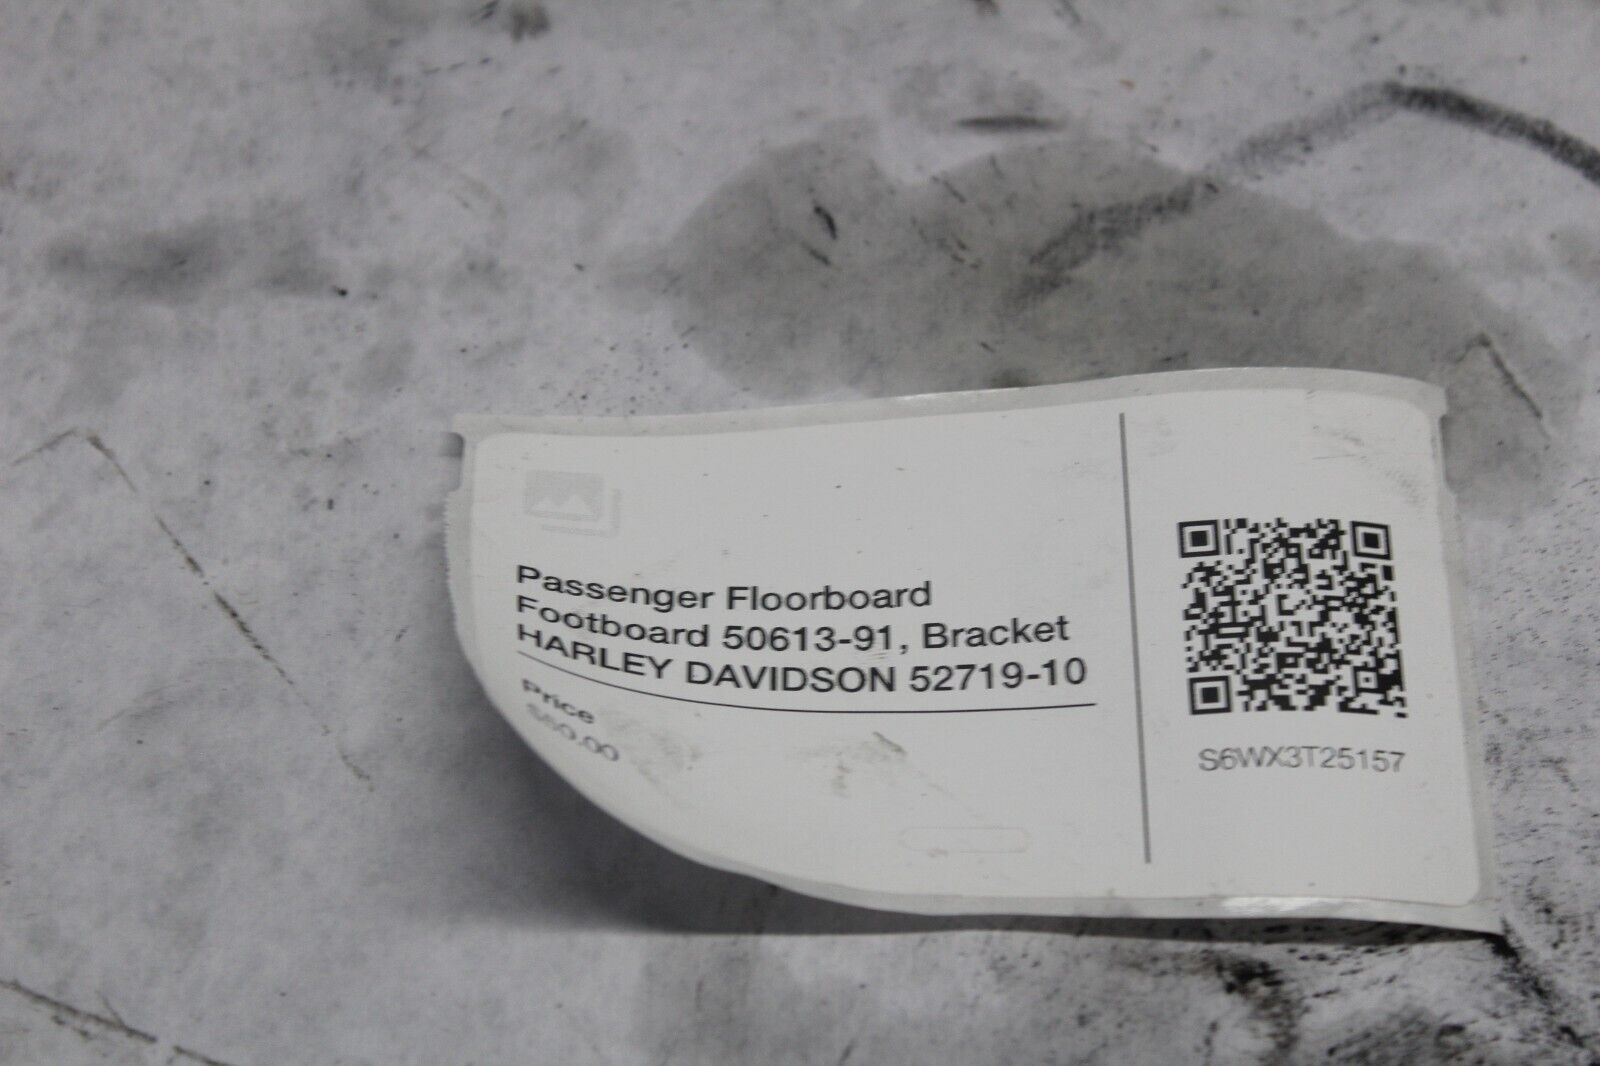 Passenger Floorboard
Footboard 50613-91, Bracket
HARLEY DAVIDSON 52719-10
Price
S6WX3T25157